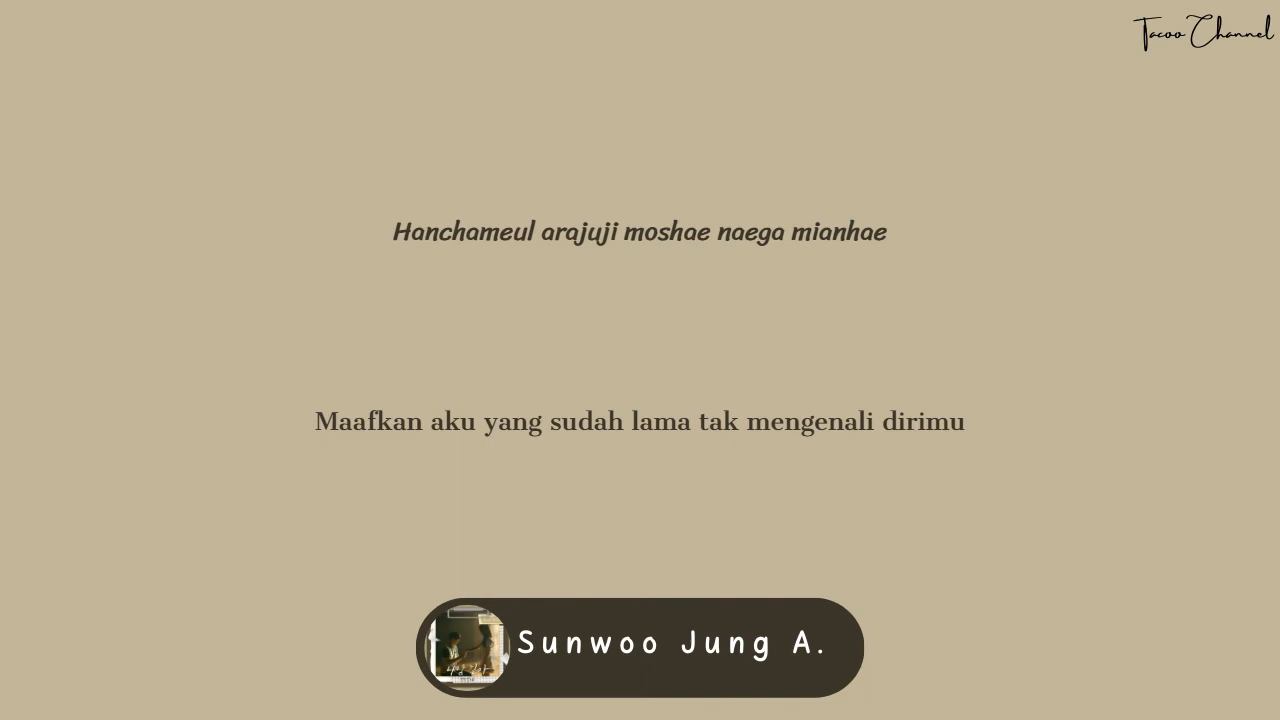 Tacoo Channel
Hanchameul arajuji moshae naega mianhae
Maafkan aku yang sudah lama tak mengenali dirimu
Sunwoo Jung A.